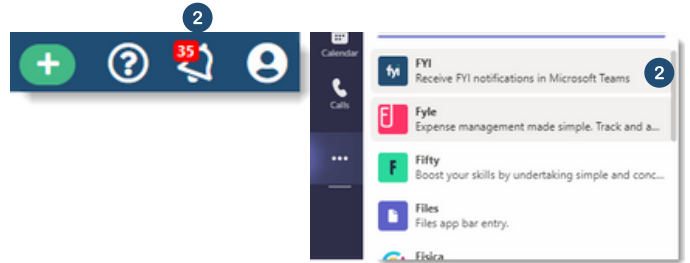 2
35
+
?
Calendar
Calls
...
fyi
FYI
Receive FYI notifications in Microsoft Teams
2
Fyle
Expense management made simple. Track and a...
F
Fifty
Boost your skills by undertaking simple and conc...
Files
Files app bar entry.
Fisica